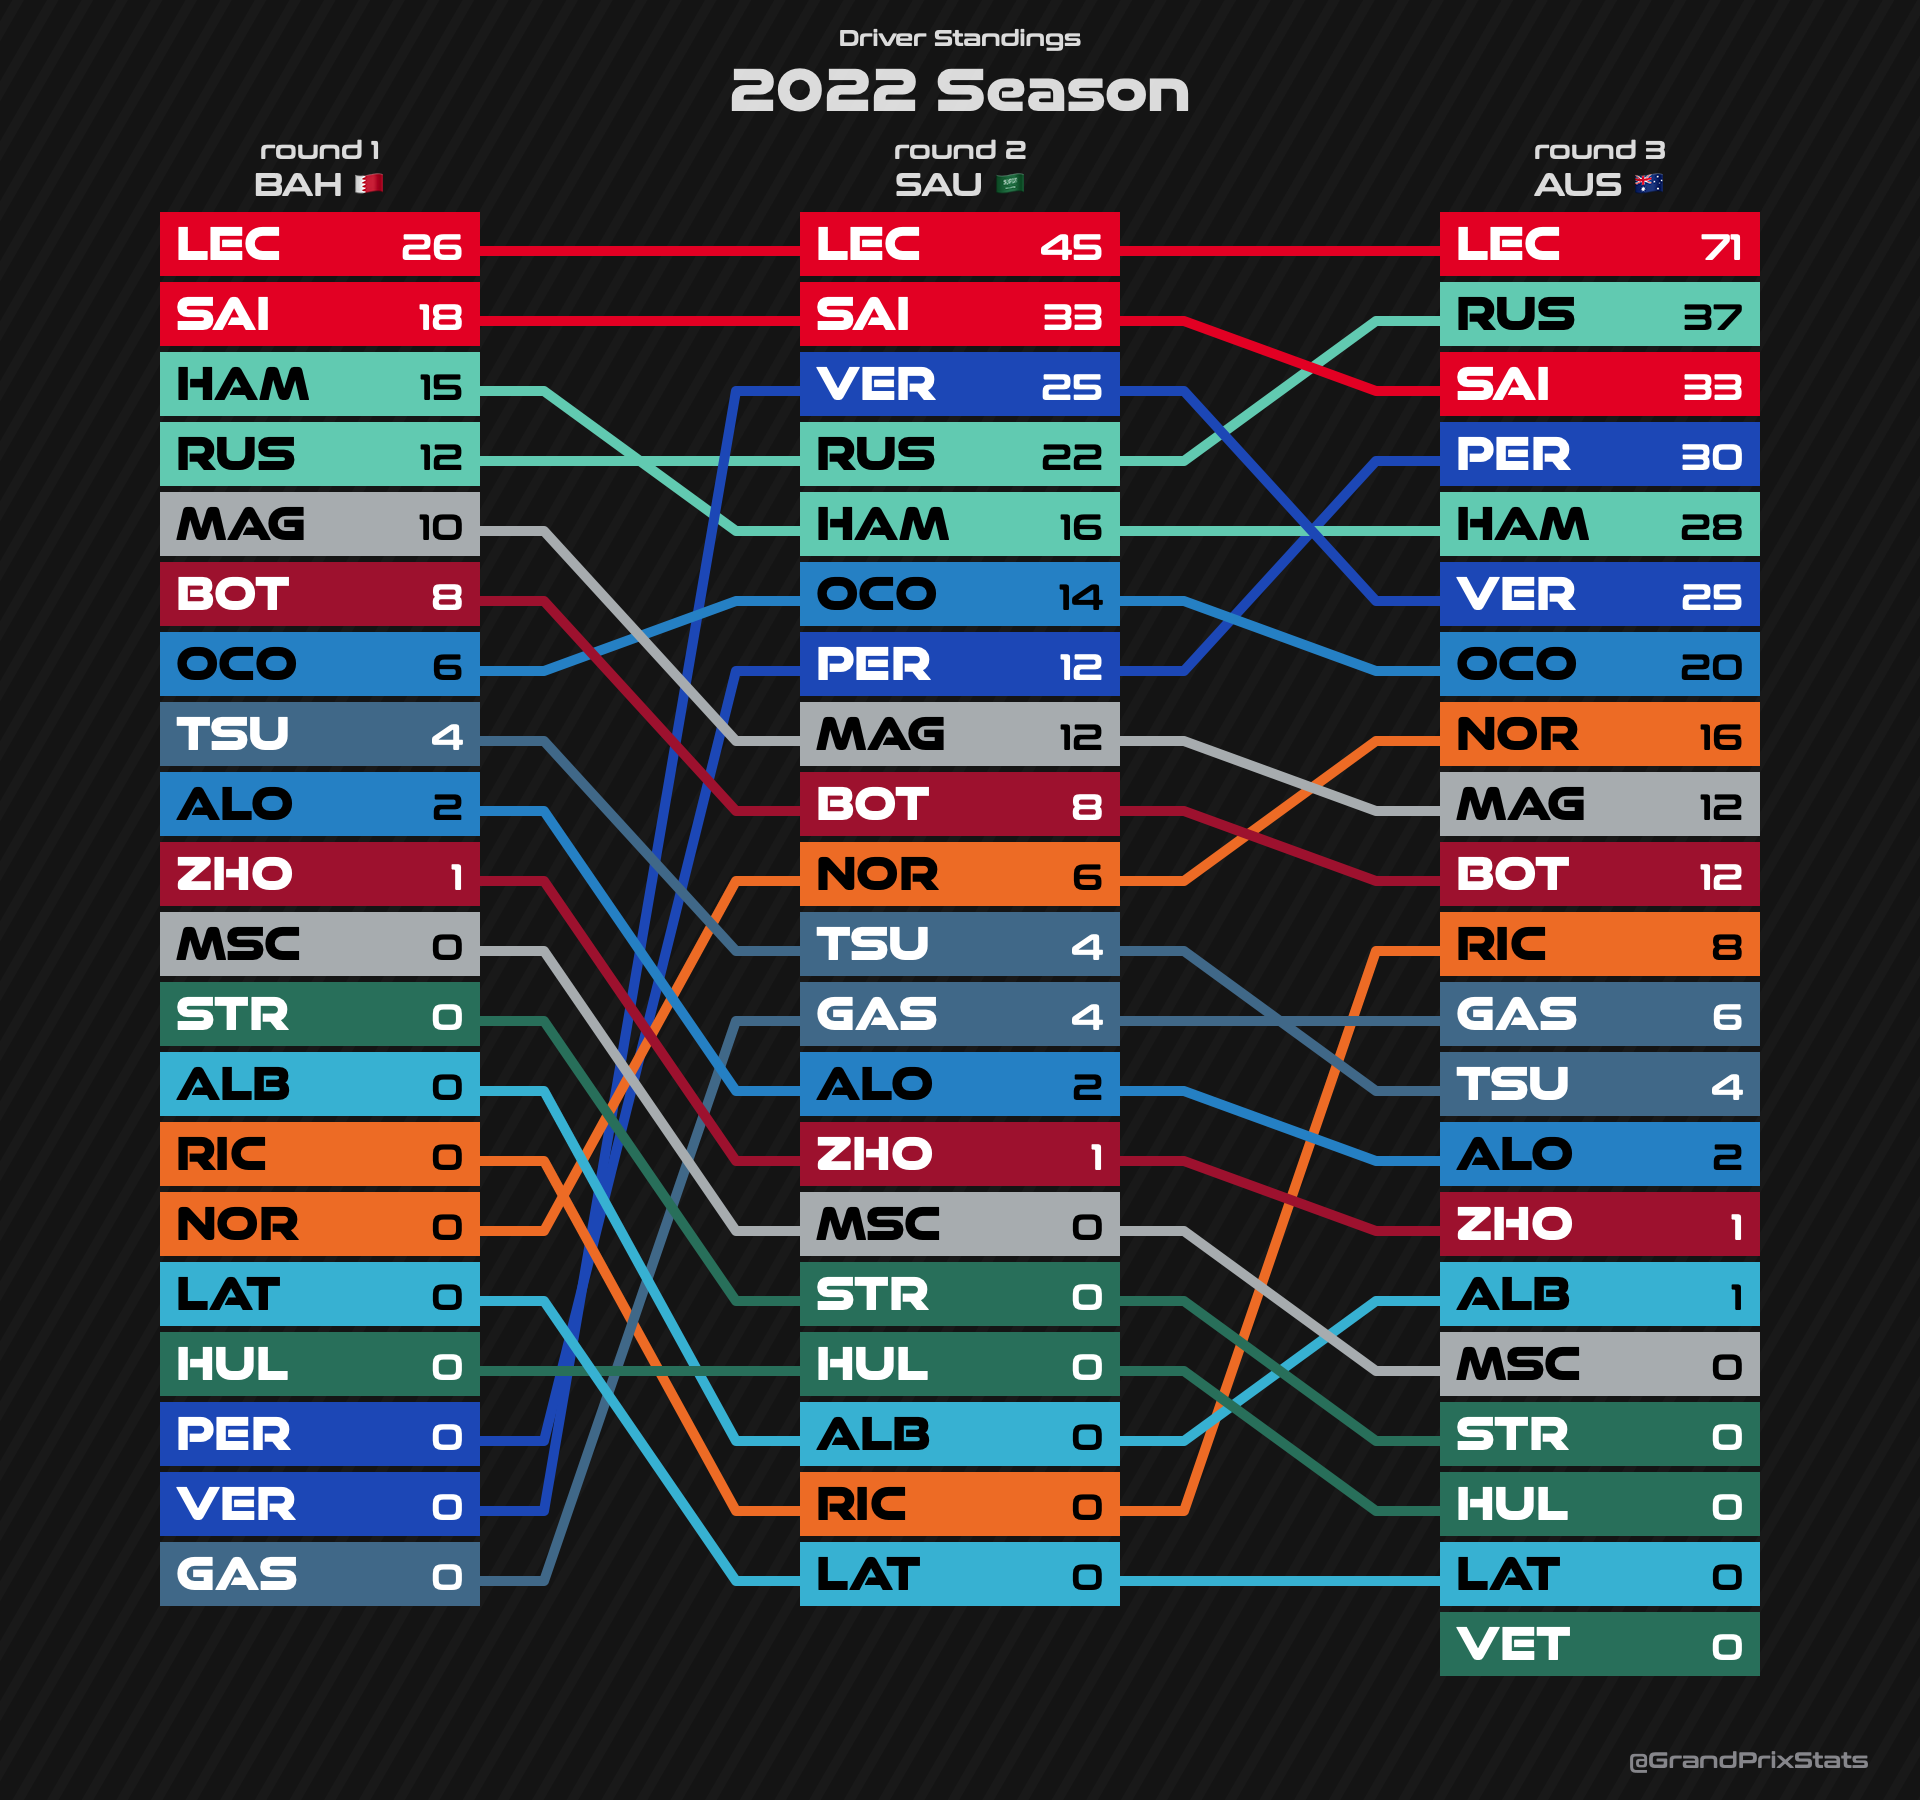 Driver Standings
2022 Season
round 1
BAH
LEC 26
SAI 18
HAM 15
RUS 12
MAG 10
BOT 8
OCO 6
TSU 4
ALO 2
ZHO 1
MSC 0
STR 0
ALB 0
RIC 0
NOR 0
LAT 0
HUL 0
PER 0
VER 0
GAS 0
round 2
SAU
LEC 45
SAI 33
VER 25
RUS 22
HAM 16
OCO 14
PER 12
MAG 12
BOT 8
NOR 6
TSU 4
GAS 4
ALO 2
ZHO 1
MSC 0
STR 0
HUL 0
ALB 0
RIC 0
LAT 0
round 3
AUS
LEC 71
RUS 37
SAI 33
PER 30
HAM 28
VER 25
OCO 20
NOR 16
MAG 12
BOT 12
RIC 8
GAS 6
TSU 4
ALO 2
ZHO 1
ALB 1
MSC 0
STR 0
HUL 0
LAT 0
VET 0
@GrandPrixStats